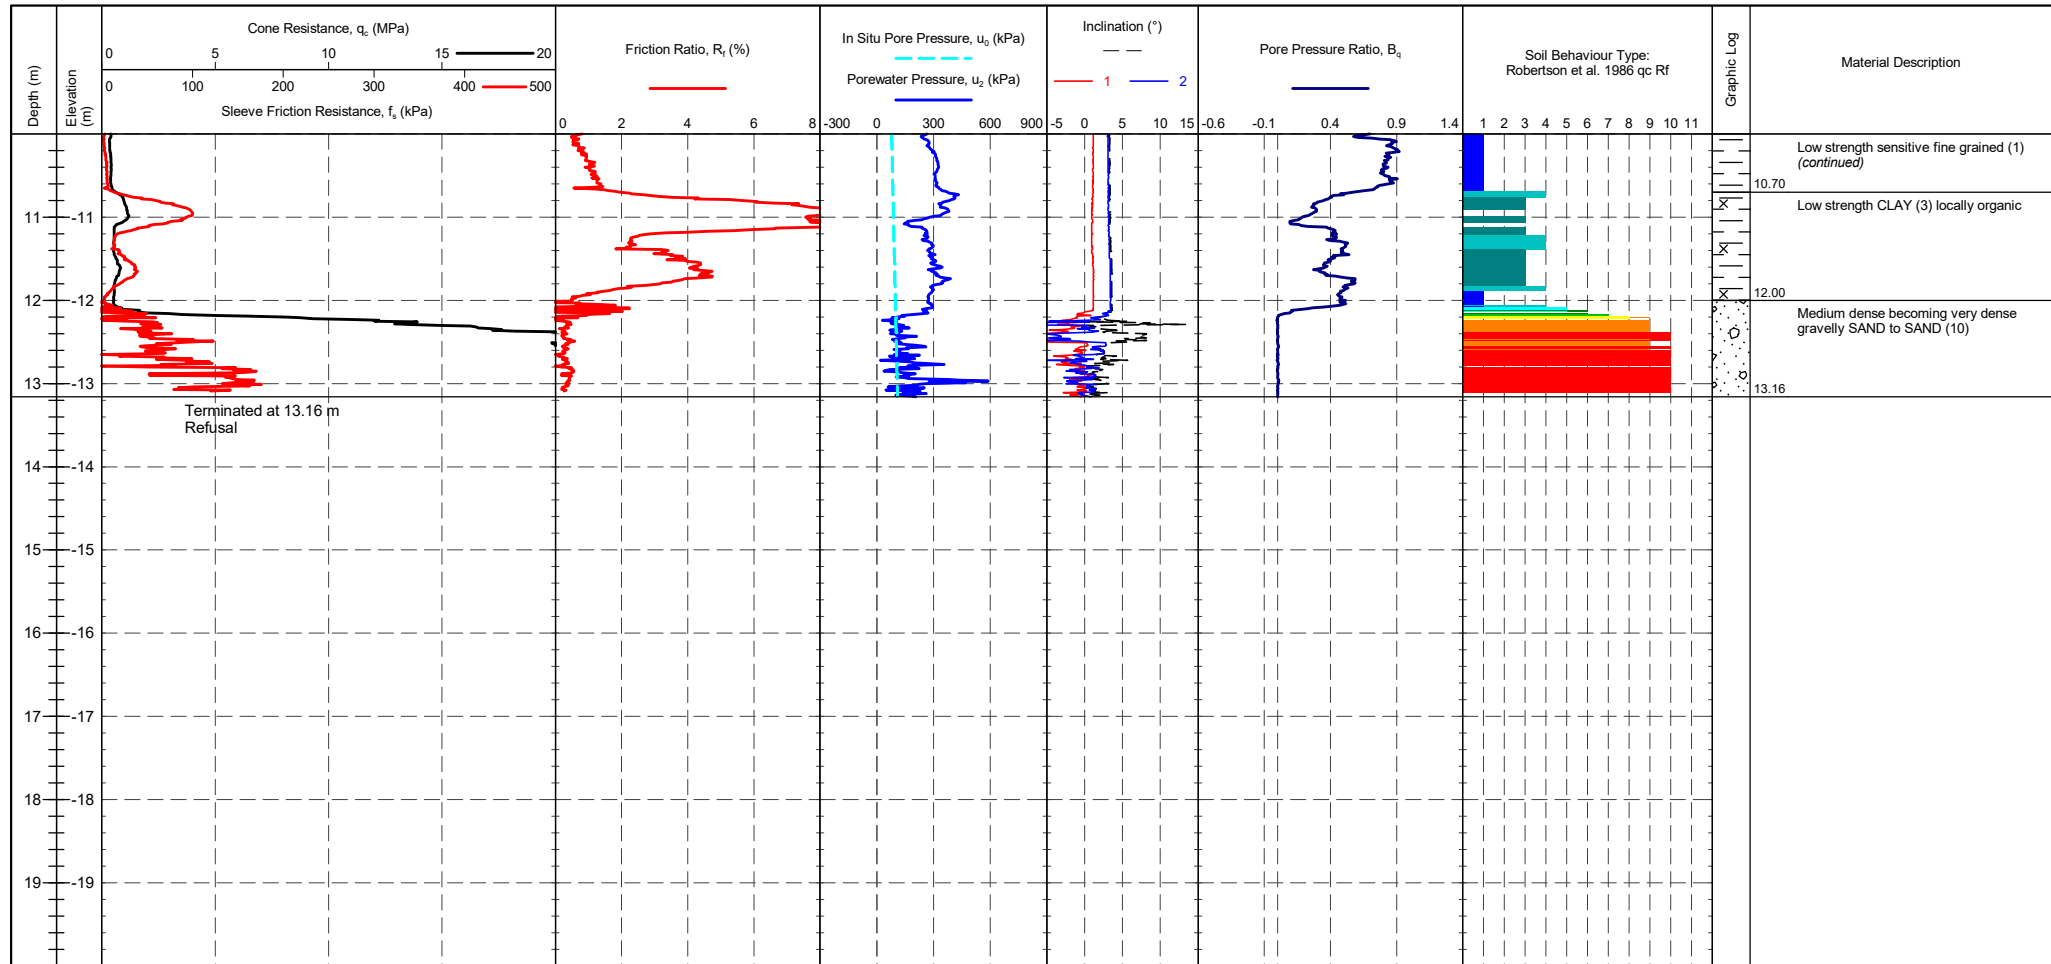 Depth (m)
Elevation
(m)
Cone Resistance, qc (MPa)
0 5 10 15 20
0 100 200 300 400 500
Sleeve Friction Resistance, fs (kPa)
Friction Ratio, Rf (%)
0 2 4 6 8
In Situ Pore Pressure, u0 (kPa)
Porewater Pressure, u2 (kPa)
-300 0 300 600 900
Inclination (°)
1 2
-5 0 5 10 15
Pore Pressure Ratio, Bq
-0.6 -0.1 0.4 0.9 1.4
Soil Behaviour Type:
Robertson et al. 1986 qc Rf
1 2 3 4 5 6 7 8 9 10 11
Graphic Log
Material Description
Low strength sensitive fine grained (1)
(continued)
10.70
Low strength CLAY (3) locally organic
11 -11
12.00
12 -12
Medium dense becoming very dense
gravelly SAND to SAND (10)
13 -13
13.16
Terminated at 13.16 m
Refusal
14 -14
15 -15
16 -16
17 -17
18 -18
19 -19